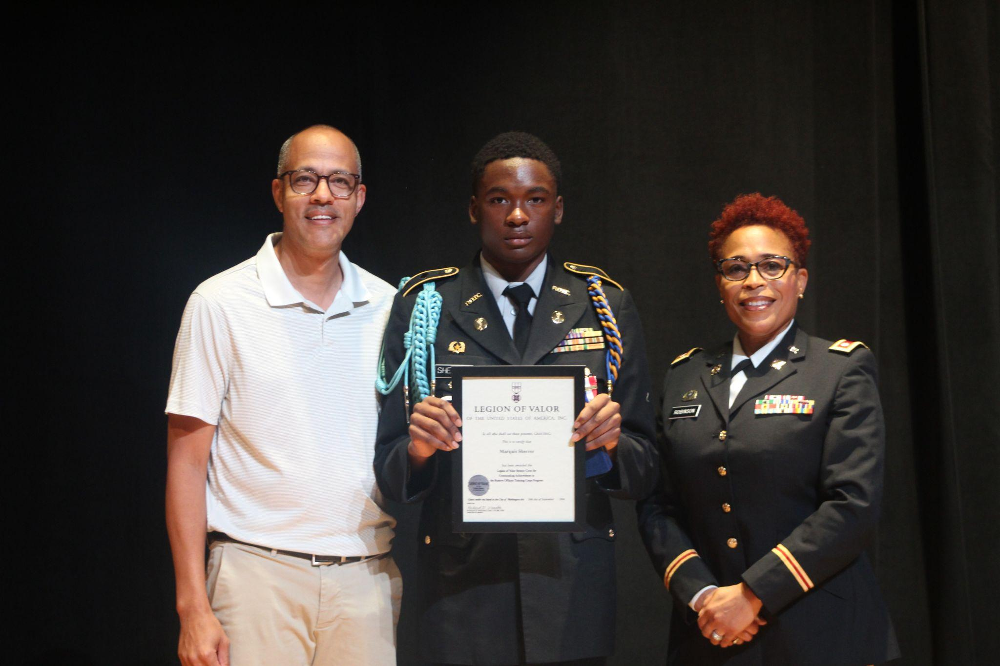 R.O.T.C.
R.O.T.C.
SHE
ROBINSON
LEGION OF VALOR
OF THE UNITED STATES OF AMERICA, INC.
To all who shall see these presents, GREETING:
This is to certify that
Marquis Sherrer
has been awarded the
Legion of Valor Bronze Cross for
Outstanding Achievement in
the Reserve Officers Training Corps Program
Given under my hand in the City of Washington this 24th day of September